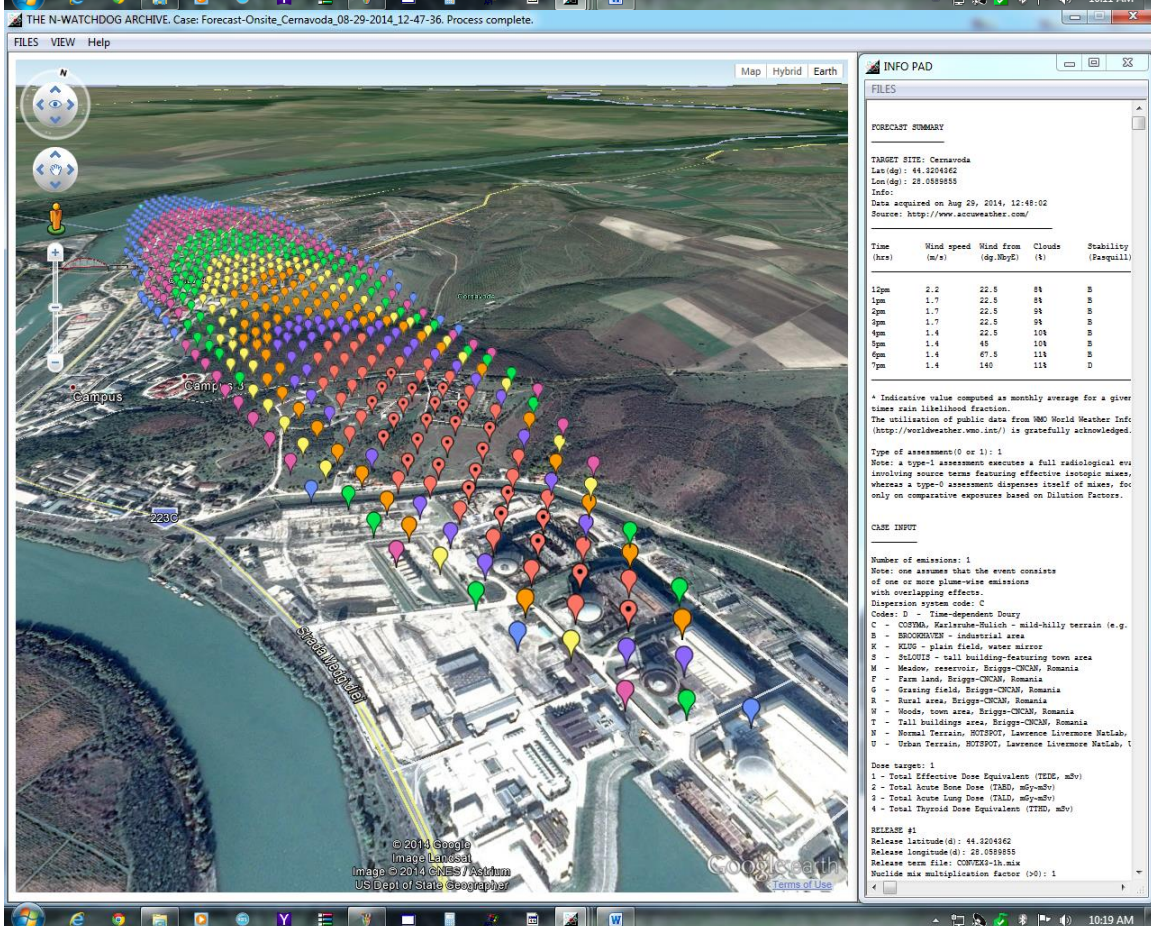 10:11 AM
THE N-WATCHDOG ARCHIVE. Case: Forecast-Onsite_Cernavoda_08-29-2014_12-47-36. Process complete.
FILES VIEW Help
N
Map Hybrid Earth
Cernavoda
Campus
Campus 3
223C
Strada Medgidiei
© 2014 Google
Image Landsat
Image © 2014 CNES / Astrium
US Dept of State Geographer
Google earth
Terms of Use
INFO PAD
FILES
FORECAST SUMMARY
TARGET SITE: Cernavoda
Lat(dg): 44.3204362
Lon(dg): 28.0589855
Info:
Data acquired on Aug 29, 2014, 12:48:02
Source: http://www.accuweather.com/
Time Wind speed Wind from Clouds Stability
(hrs) (m/s) (dg.NbyE) (%) (Pasquill)
12pm 2.2 22.5 8% B
1pm 1.7 22.5 8% B
2pm 1.7 22.5 9% B
3pm 1.7 22.5 9% B
4pm 1.4 22.5 10% B
5pm 1.4 45 10% B
6pm 1.4 67.5 11% B
7pm 1.4 140 11% D
* Indicative value computed as monthly average for a given
times rain likelihood fraction.
The utilization of public data from WMO World Weather Info
(http://worldweather.wmo.int/) is gratefully acknowledged.
Type of assessment(0 or 1): 1
Note: a type-1 assessment executes a full radiological eva
involving source terms featuring effective isotopic mixes,
whereas a type-0 assessment dispenses itself of mixes, foc
only on comparative exposures based on Dilution Factors.
CASE INPUT
Number of emissions: 1
Note: one assumes that the event consists
of one or more plume-wise emissions
with overlapping effects.
Dispersion system code: C
Codes: D - Time-dependent Doury
C - COSYMA, Karlsruhe-Hulich - mild-hilly terrain (e.g.
B - BROOKHAVEN - industrial area
K - KLUG - plain field, water mirror
S - StLOUIS - tall building-featuring town area
M - Meadow, reservoir, Briggs-CNCAN, Romania
F - Farm land, Briggs-CNCAN, Romania
G - Grazing field, Briggs-CNCAN, Romania
R - Rural area, Briggs-CNCAN, Romania
W - Woods, town area, Briggs-CNCAN, Romania
T - Tall buildings area, Briggs-CNCAN, Romania
N - Normal Terrain, HOTSPOT, Lawrence Livermore NatLab,
U - Urban Terrain, HOTSPOT, Lawrence Livermore NatLab, U
Dose target: 1
1 - Total Effective Dose Equivalent (TEDE, mSv)
2 - Total Acute Bone Dose (TABD, mGy~mSv)
3 - Total Acute Lung Dose (TALD, mGy~mSv)
4 - Total Thyroid Dose Equivalent (TTHD, mSv)
RELEASE #1
Release latitude(d): 44.3204362
Release longitude(d): 28.0589855
Release term file: CONVEX3-1h.mix
Nuclide mix multiplication factor (>0): 1
10:19 AM